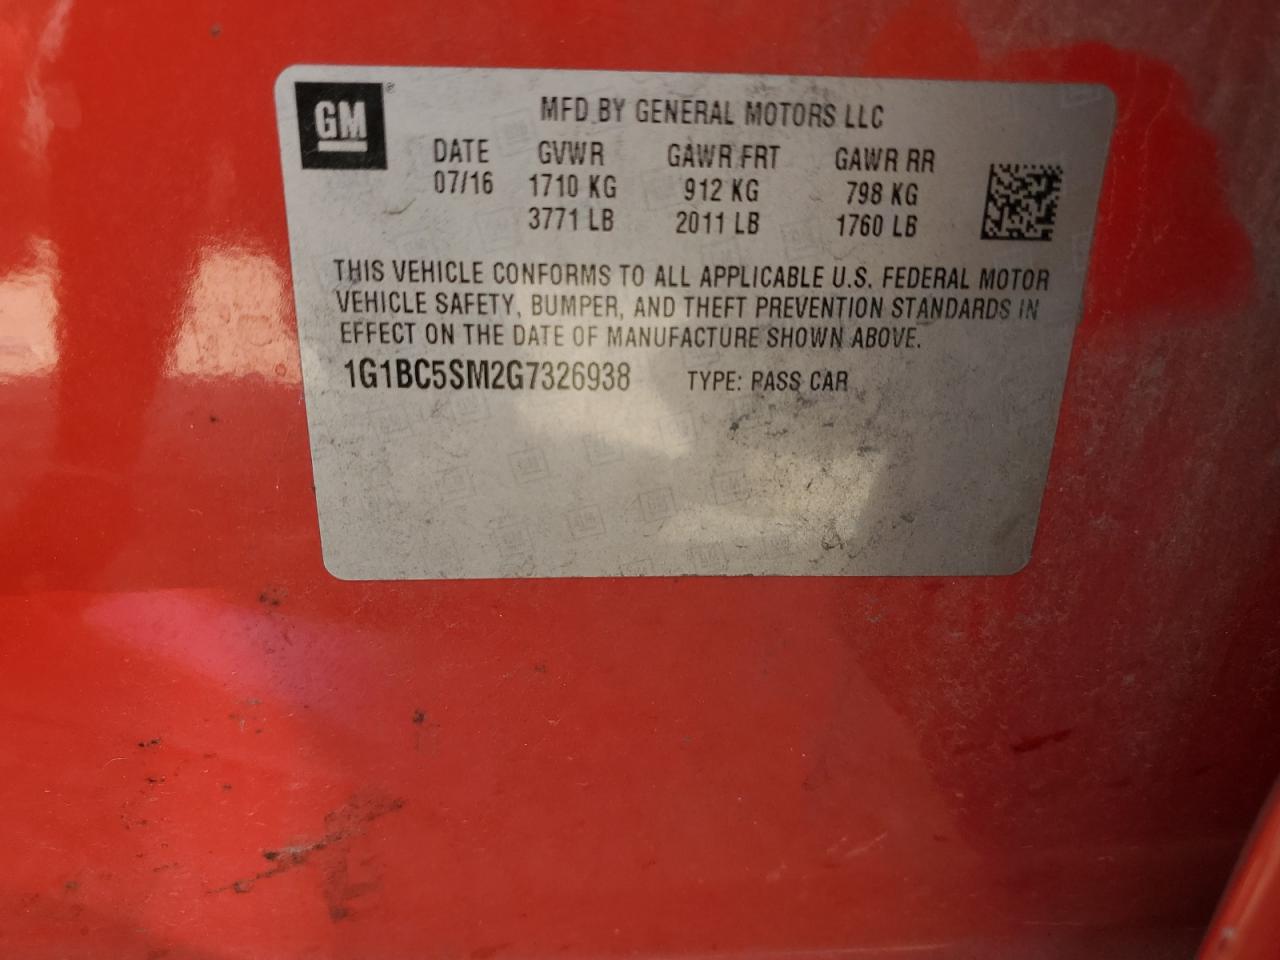 GM
MFD BY GENERAL MOTORS LLC
DATE GVWR GAWR FRT GAWR RR
07/16 1710 KG 912 KG 798 KG
3771 LB 2011 LB 1760 LB
THIS VEHICLE CONFORMS TO ALL APPLICABLE U.S. FEDERAL MOTOR
VEHICLE SAFETY, BUMPER, AND THEFT PREVENTION STANDARDS IN
EFFECT ON THE DATE OF MANUFACTURE SHOWN ABOVE.
1G1BC5SM2G7326938 TYPE: PASS CAR